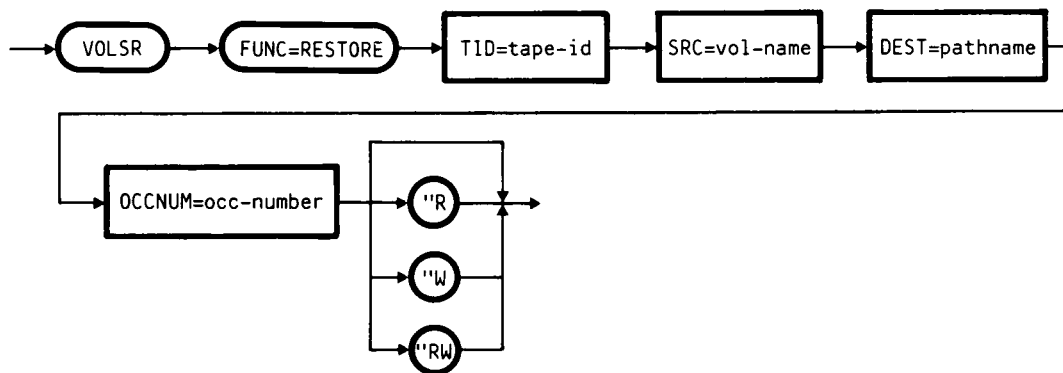 VOLSR FUNC=RESTORE TID=tape-id SRC=vol-name DEST=pathname
OCCNUM=occ-number "R
"W
"RW